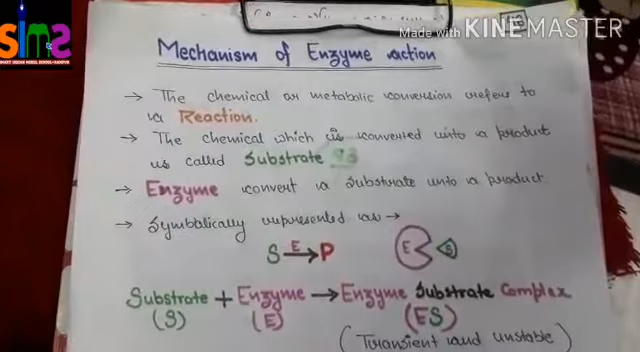 Made with KINEMASTER
SIMS
Mechanism of Enzyme action
→ The chemical or metabolic conversion refers to
a Reaction.
→ The chemical which is converted into a product
is called Substrate
→ Enzyme convert a substrate into a product
→ Symbolically represented as →
S E→ P E S
Substrate + Enzyme → Enzyme Substrate Complex
(S) (E) (ES)
(Transient and unstable)